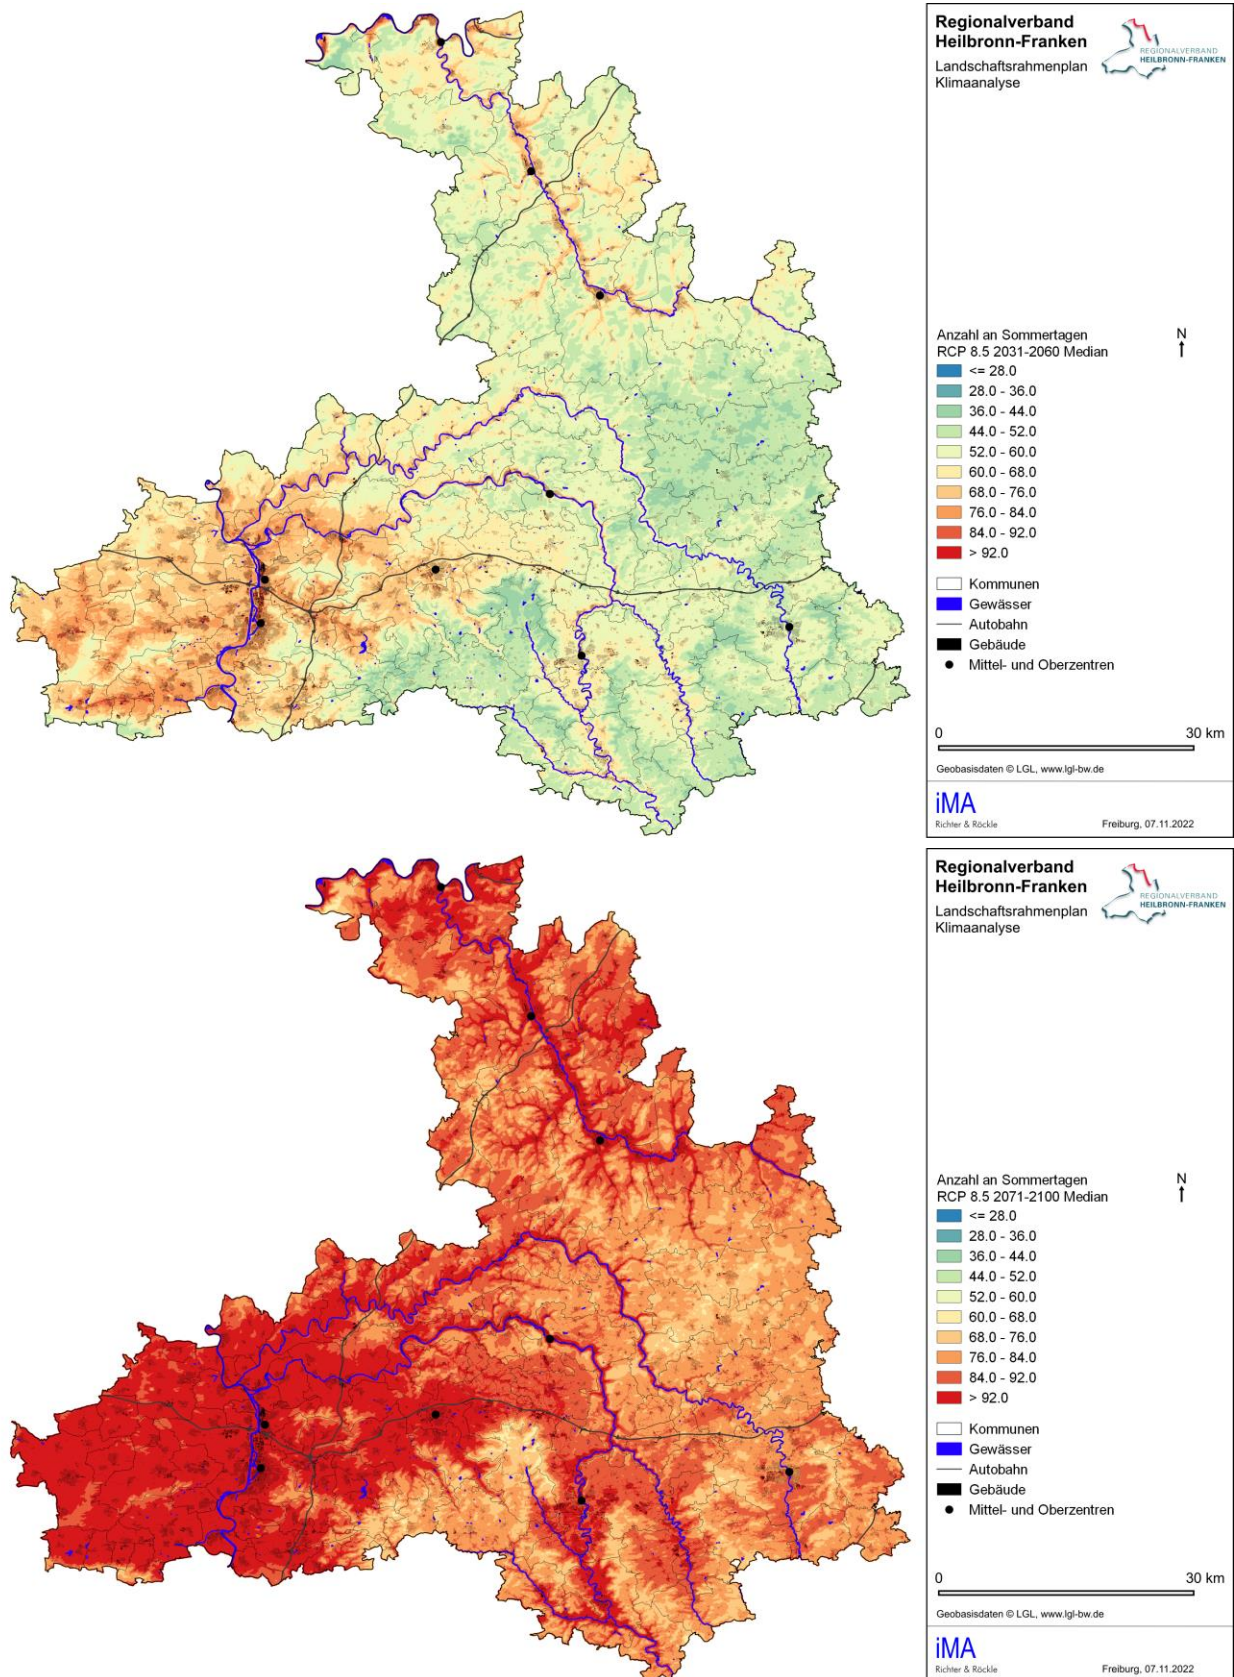 Regionalverband
Heilbronn-Franken
Landschaftsrahmenplan
Klimaanalyse
REGIONALVERBAND
HEILBRONN-FRANKEN
Anzahl an Sommertagen
RCP 8.5 2031-2060 Median
N
<= 28.0
28.0 - 36.0
36.0 - 44.0
44.0 - 52.0
52.0 - 60.0
60.0 - 68.0
68.0 - 76.0
76.0 - 84.0
84.0 - 92.0
> 92.0
Kommunen
Gewässer
Autobahn
Gebäude
Mittel- und Oberzentren
0 30 km
Geobasisdaten © LGL, www.lgl-bw.de
iMA
Richter & Röckle Freiburg, 07.11.2022
Regionalverband
Heilbronn-Franken
Landschaftsrahmenplan
Klimaanalyse
REGIONALVERBAND
HEILBRONN-FRANKEN
Anzahl an Sommertagen
RCP 8.5 2071-2100 Median
N
<= 28.0
28.0 - 36.0
36.0 - 44.0
44.0 - 52.0
52.0 - 60.0
60.0 - 68.0
68.0 - 76.0
76.0 - 84.0
84.0 - 92.0
> 92.0
Kommunen
Gewässer
Autobahn
Gebäude
Mittel- und Oberzentren
0 30 km
Geobasisdaten © LGL, www.lgl-bw.de
iMA
Richter & Röckle Freiburg, 07.11.2022